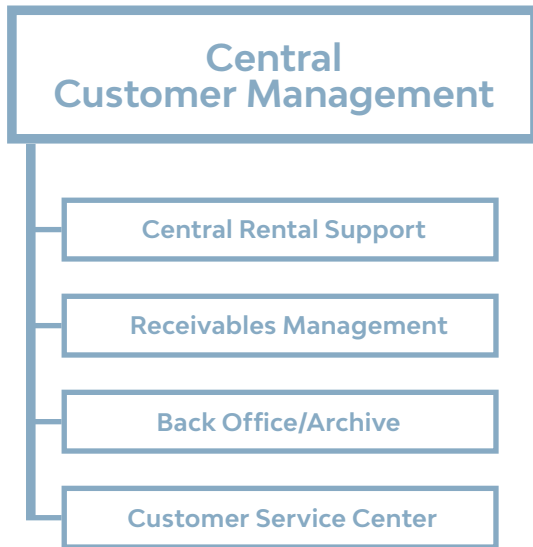 Central
Customer Management
Central Rental Support
Receivables Management
Back Office/Archive
Customer Service Center